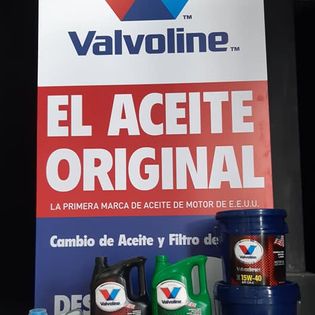 Valvoline™
EL ACEITE
ORIGINAL
LA PRIMERA MARCA DE ACEITE DE MOTOR DE E.E.U.U.
Cambio de Aceite y Filtro de
DES
Valvoline
Valvoline
Valvoline
15W-40